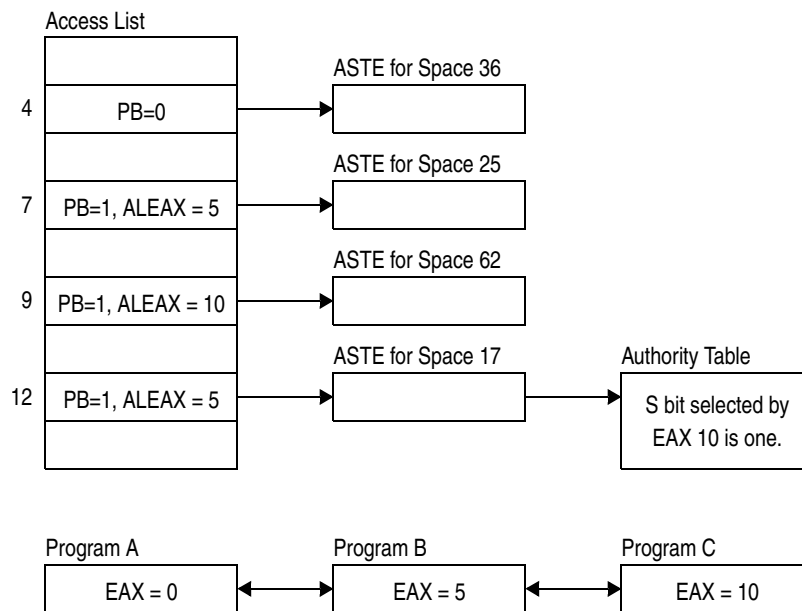 Access List
ASTE for Space 36
4
PB=0
ASTE for Space 25
7
PB=1, ALEAX = 5
ASTE for Space 62
9
PB=1, ALEAX = 10
ASTE for Space 17
Authority Table
12
PB=1, ALEAX = 5
S bit selected by
EAX 10 is one.
Program A
Program B
Program C
EAX = 0
EAX = 5
EAX = 10